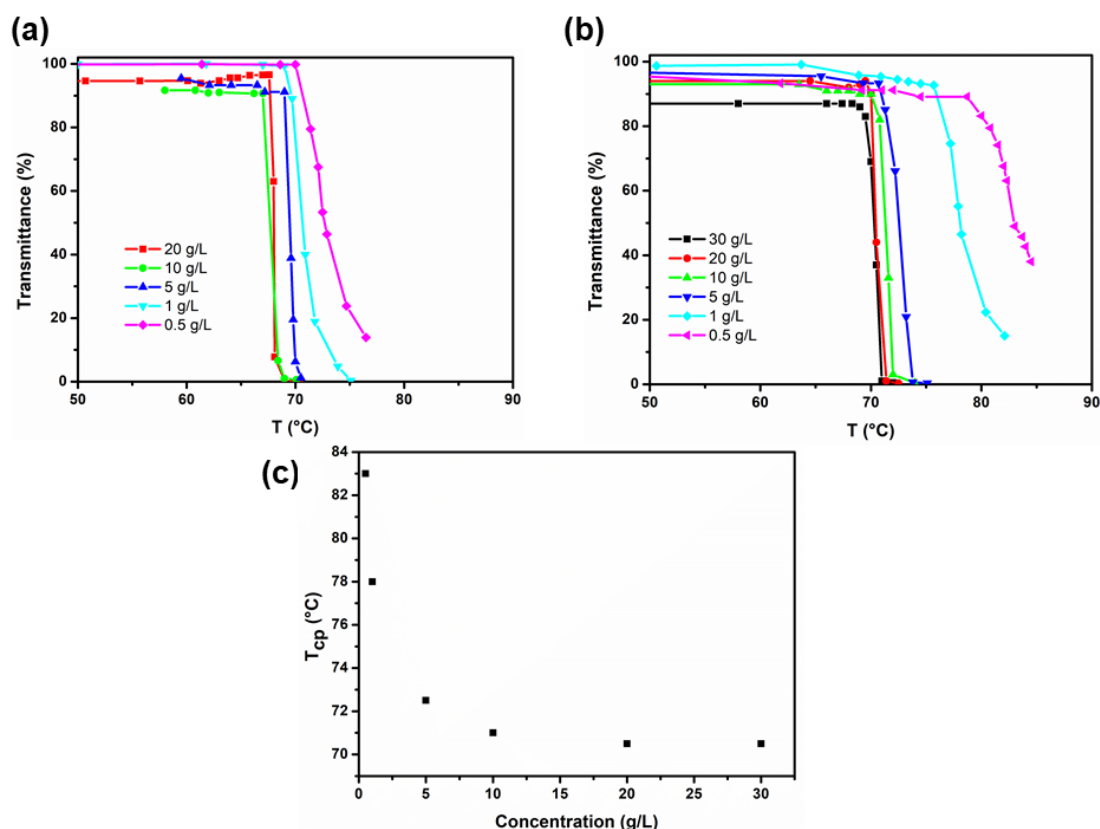 (a)
Transmittance (%)
100
80
60
40
20
0
20 g/L
10 g/L
5 g/L
1 g/L
0.5 g/L
50 60 70 80 90
T (°C)
(b)
Transmittance (%)
100
80
60
40
20
0
30 g/L
20 g/L
10 g/L
5 g/L
1 g/L
0.5 g/L
50 60 70 80 90
T (°C)
(c)
Tcp (°C)
84
82
80
78
76
74
72
70
0 5 10 15 20 25 30
Concentration (g/L)